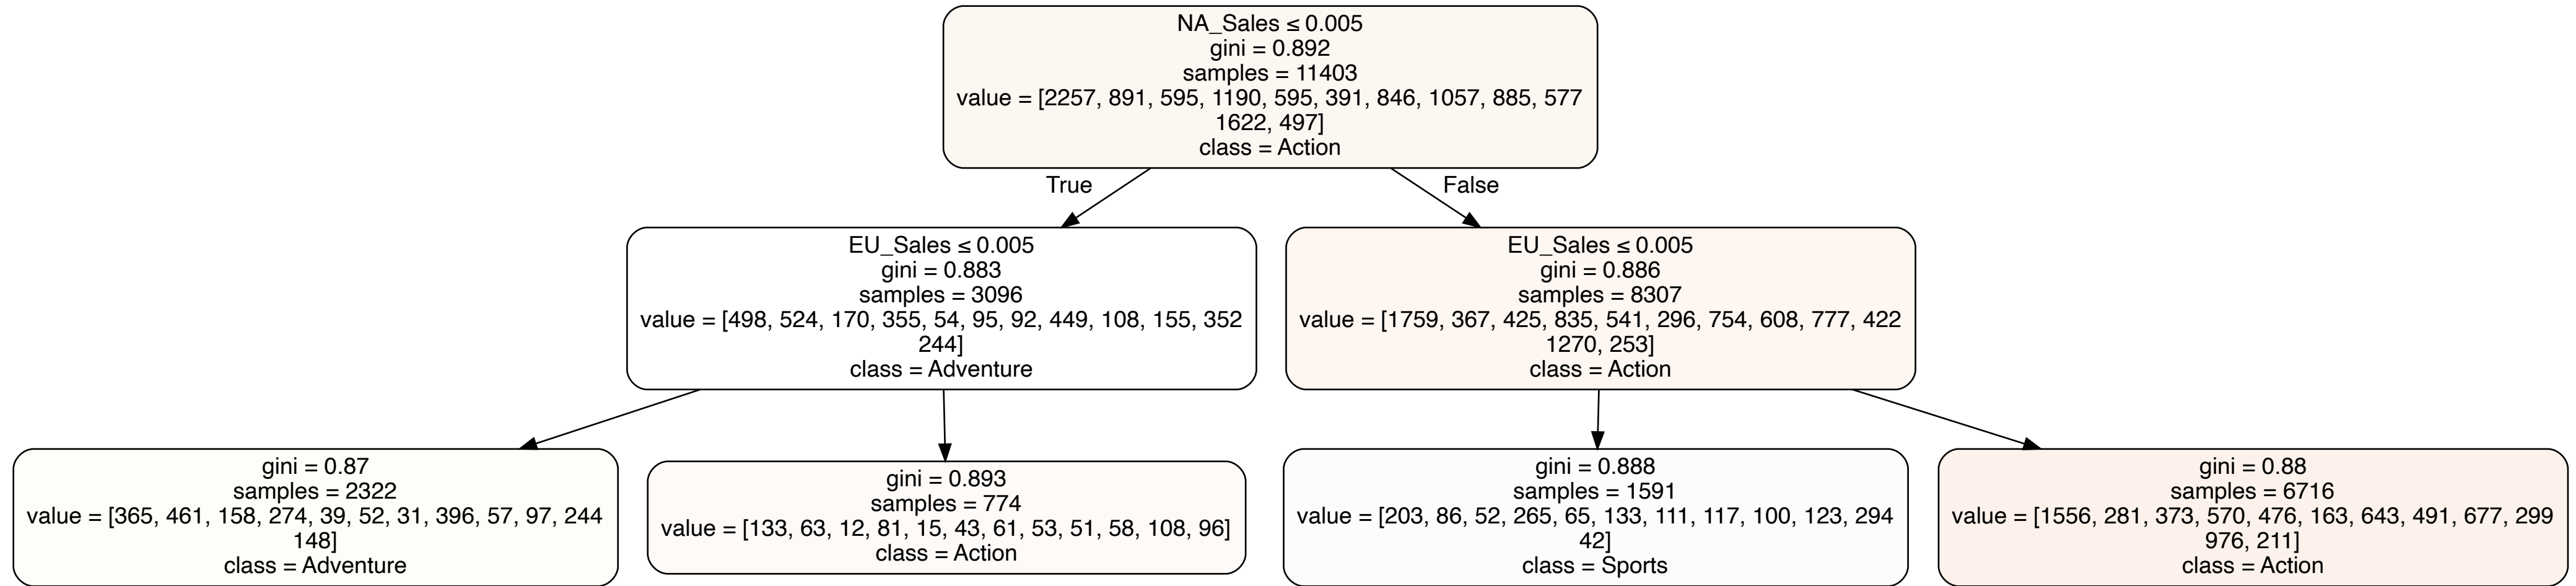 NA_Sales ≤ 0.005
gini = 0.892
samples = 11403
value = [2257, 891, 595, 1190, 595, 391, 846, 1057, 885, 577
1622, 497]
class = Action
True
False
EU_Sales ≤ 0.005
gini = 0.883
samples = 3096
value = [498, 524, 170, 355, 54, 95, 92, 449, 108, 155, 352
244]
class = Adventure
EU_Sales ≤ 0.005
gini = 0.886
samples = 8307
value = [1759, 367, 425, 835, 541, 296, 754, 608, 777, 422
1270, 253]
class = Action
gini = 0.87
samples = 2322
value = [365, 461, 158, 274, 39, 52, 31, 396, 57, 97, 244
148]
class = Adventure
gini = 0.893
samples = 774
value = [133, 63, 12, 81, 15, 43, 61, 53, 51, 58, 108, 96]
class = Action
gini = 0.888
samples = 1591
value = [203, 86, 52, 265, 65, 133, 111, 117, 100, 123, 294
42]
class = Sports
gini = 0.88
samples = 6716
value = [1556, 281, 373, 570, 476, 163, 643, 491, 677, 299
976, 211]
class = Action